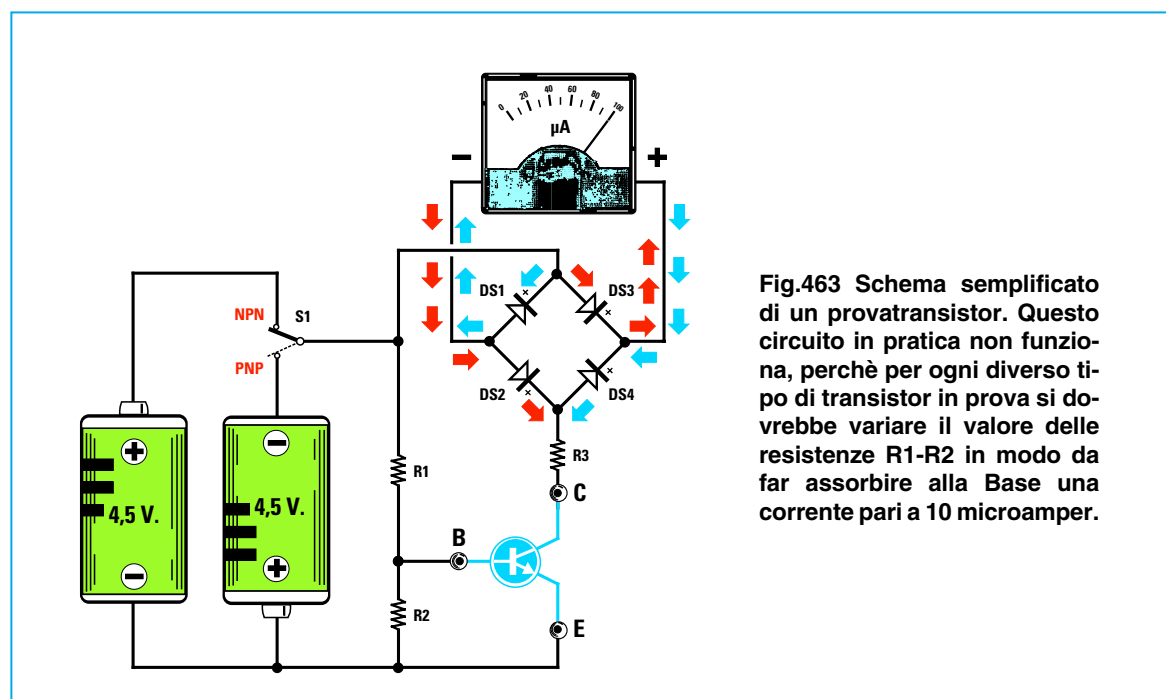 0 20 40 60 80 100
µA
- +
DS1 DS3
NPN S1
PNP
DS2 DS4
+ -
R1 R3
4,5 V. 4,5 V.
C
B
- +
R2
E
Fig.463 Schema semplificato
di un provatransistor. Questo
circuito in pratica non funzio-
na, perchè per ogni diverso ti-
po di transistor in prova si do-
vrebbe variare il valore delle
resistenze R1-R2 in modo da
far assorbire alla Base una
corrente pari a 10 microamper.